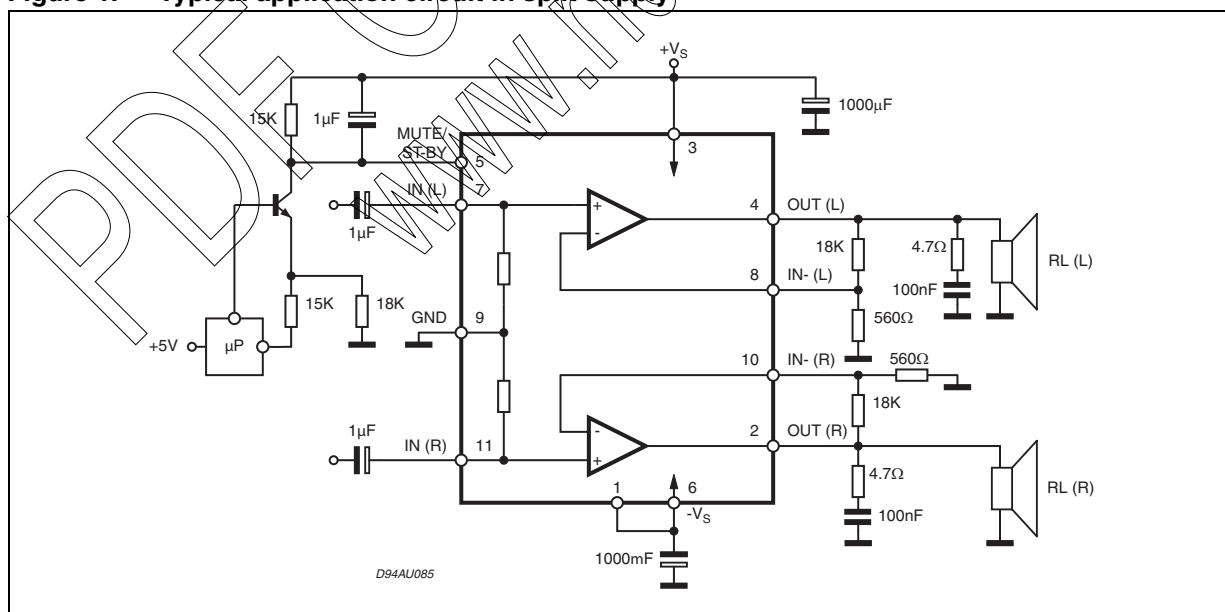 Figure 1. Typical application circuit in split supply
+VS
15K
1µF
1000µF
MUTE/
ST-BY
5
3
IN (L)
7
1µF
+
-
4
OUT (L)
18K
4.7Ω
RL (L)
8
IN- (L)
100nF
15K
18K
GND
9
560Ω
+5V
µP
10
IN- (R)
560Ω
18K
1µF
IN (R)
11
-
+
2
OUT (R)
4.7Ω
RL (R)
1
6
-VS
100nF
1000mF
D94AU085